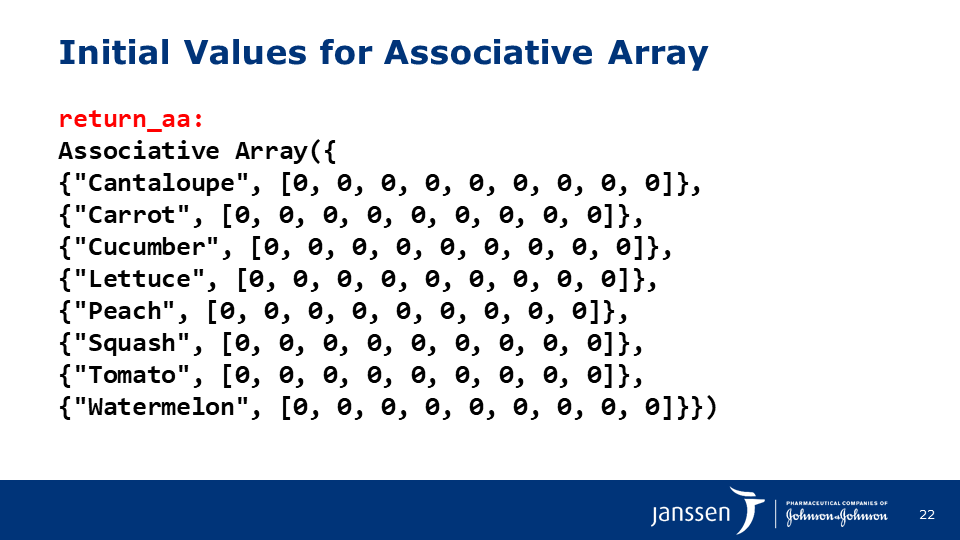 Initial Values for Associative Array
return_aa:
Associative Array({
{"Cantaloupe", [0, 0, 0, 0, 0, 0, 0, 0, 0]},
{"Carrot", [0, 0, 0, 0, 0, 0, 0, 0, 0]},
{"Cucumber", [0, 0, 0, 0, 0, 0, 0, 0, 0]},
{"Lettuce", [0, 0, 0, 0, 0, 0, 0, 0, 0]},
{"Peach", [0, 0, 0, 0, 0, 0, 0, 0, 0]},
{"Squash", [0, 0, 0, 0, 0, 0, 0, 0, 0]},
{"Tomato", [0, 0, 0, 0, 0, 0, 0, 0, 0]},
{"Watermelon", [0, 0, 0, 0, 0, 0, 0, 0, 0]}})
janssen
PHARMACEUTICAL COMPANIES OF
Johnson & Johnson
22